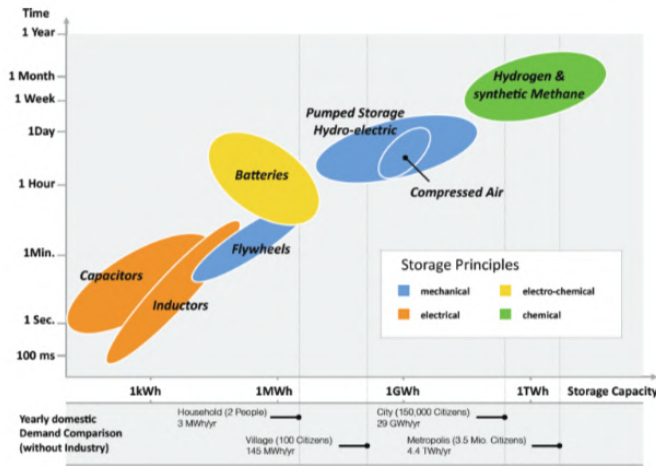 Time
1 Year
1 Month
1 Week
1Day
1 Hour
1Min.
1 Sec.
100 ms
Hydrogen &
synthetic Methane
Pumped Storage
Hydro-electric
Compressed Air
Batteries
Flywheels
Capacitors
Inductors
Storage Principles
mechanical
electro-chemical
electrical
chemical
1kWh
1MWh
1GWh
1TWh
Storage Capacity
Yearly domestic
Demand Comparison
(without Industry)
Household (2 People)
3 MWh/yr
Village (100 Citizens)
145 MWh/yr
City (150,000 Citizens)
29 GWh/yr
Metropolis (3.5 Mio. Citizens)
4.4 TWh/yr